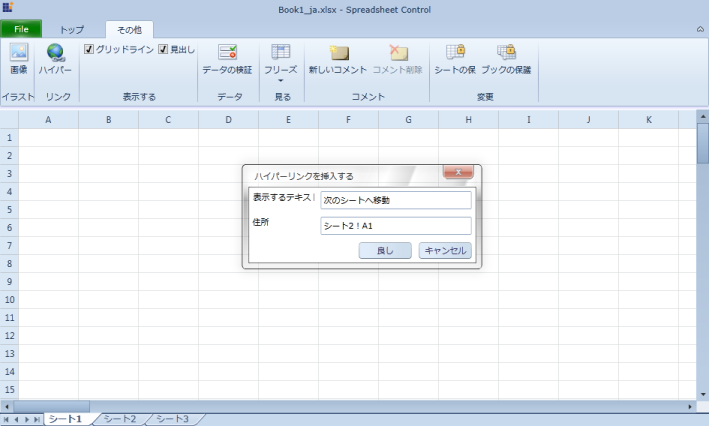 Book1_ja.xlsx - Spreadsheet Control
File トップ その他
画像 ハイパー グリッドライン 見出し データの検証 フリーズ 新しいコメント コメント削除 シートの保 ブックの保護
イラスト リンク 表示する データ 見る コメント 変更
A B C D E F G H I J K
1
2
3
4
5
6
7
8
9
10
11
12
13
14
15
ハイパーリンクを挿入する
x
表示するテキス 次のシートへ移動
住所 シート2！A1
良し キャンセル
シート1 シート2 シート3